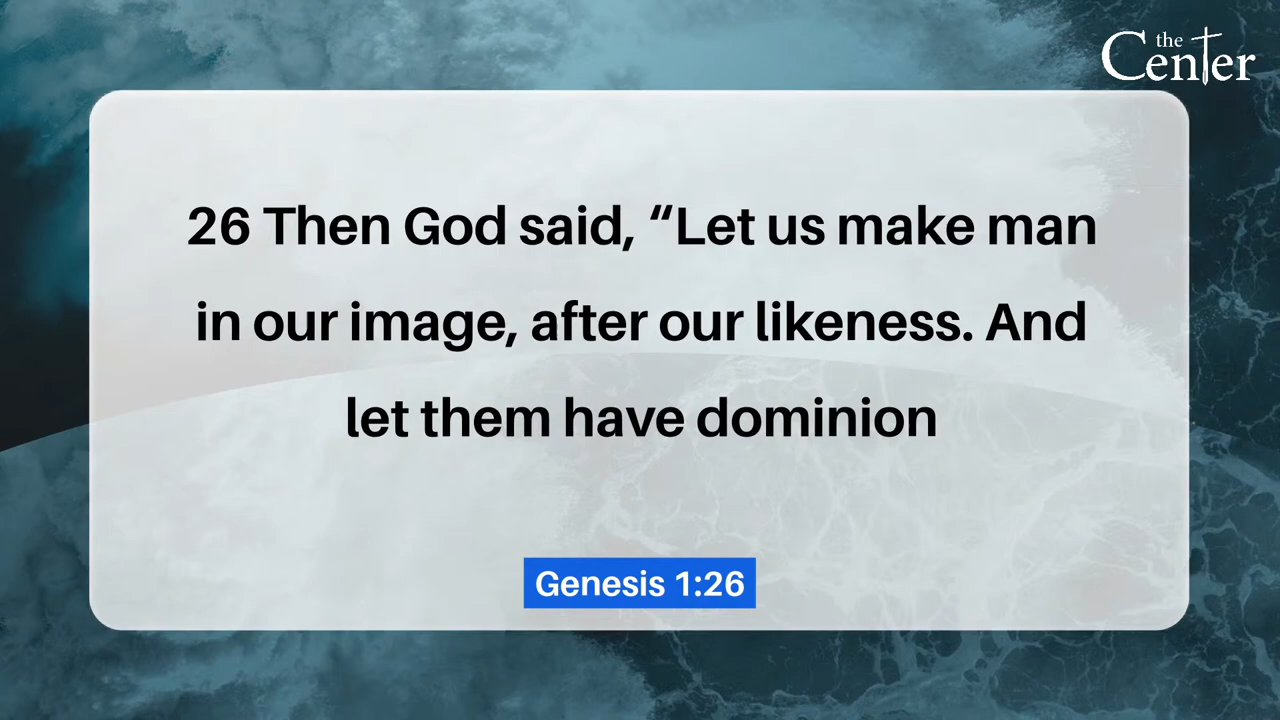 the
Center
26 Then God said, “Let us make man
in our image, after our likeness. And
let them have dominion
Genesis 1:26